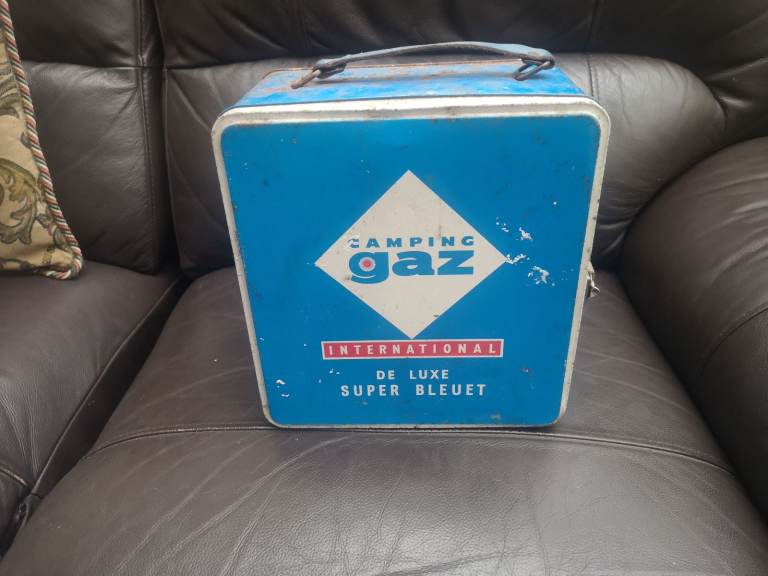 CAMPING
gaz
INTERNATIONAL
DE LUXE
SUPER BLEUET